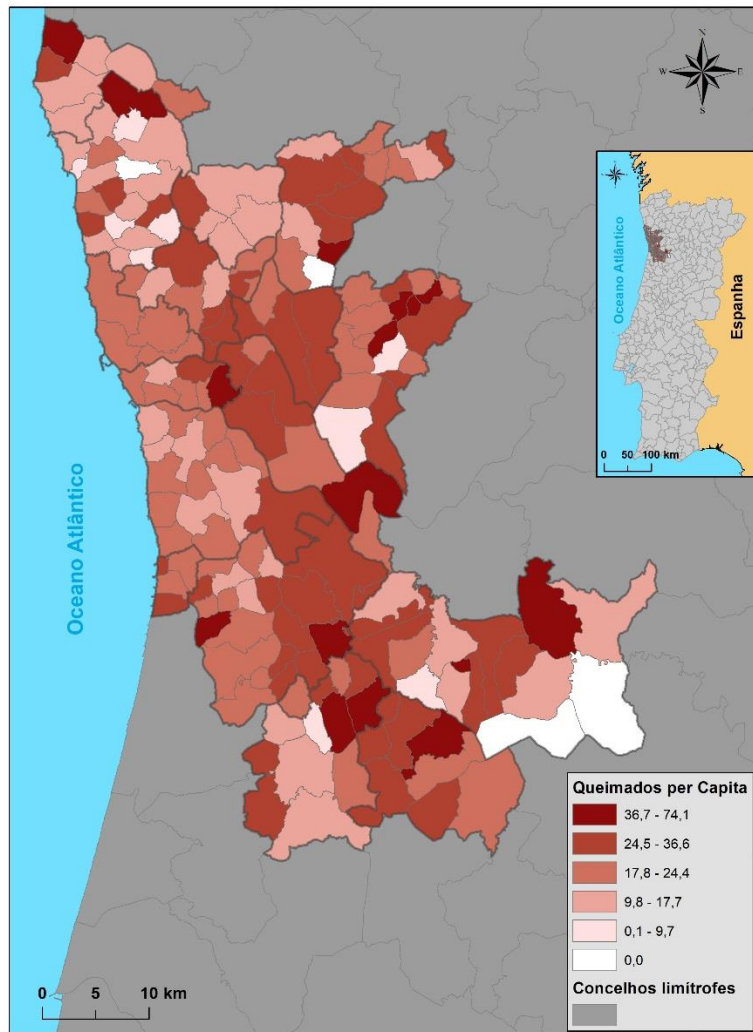 N
W
E
S
Oceano Atlântico
Espanha
0 50 100 km
Oceano Atlântico
Queimados per Capita
36,7 - 74,1
24,5 - 36,6
17,8 - 24,4
9,8 - 17,7
0,1 - 9,7
0,0
Concelhos limítrofes
0 5 10 km